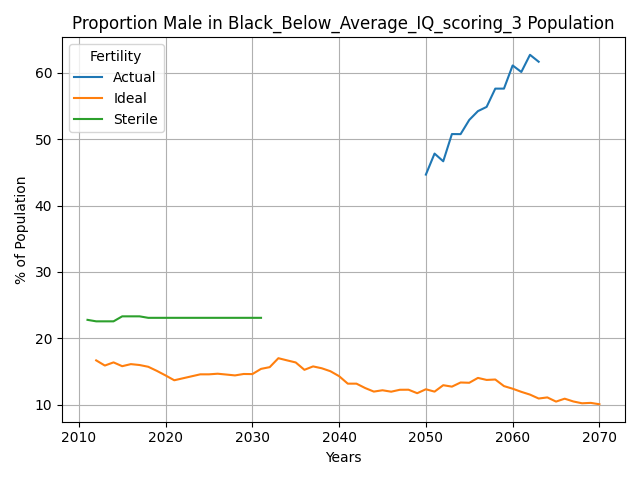 Proportion Male in Black_Below_Average_IQ_scoring_3 Population
Fertility
Actual
Ideal
Sterile
% of Population
60
50
40
30
20
10
2010 2020 2030 2040 2050 2060 2070
Years